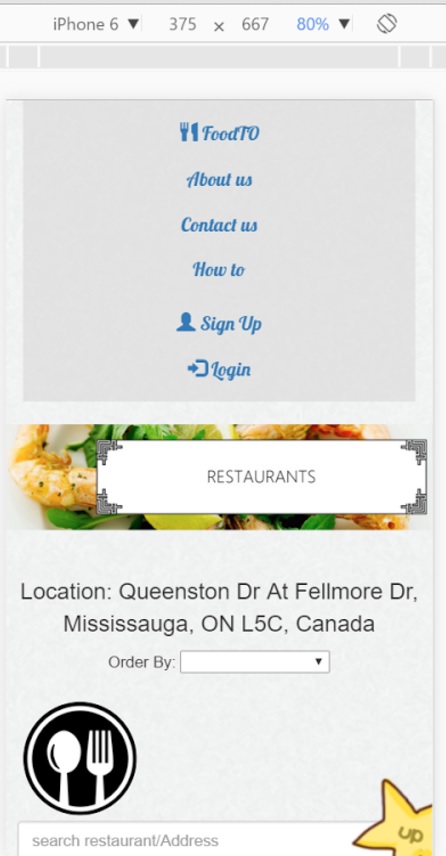 iPhone 6 ▼ 375 × 667 80% ▼
FoodTO
About us
Contact us
How to
Sign Up
Login
RESTAURANTS
Location: Queenston Dr At Fellmore Dr,
Mississauga, ON L5C, Canada
Order By:
search restaurant/Address
up